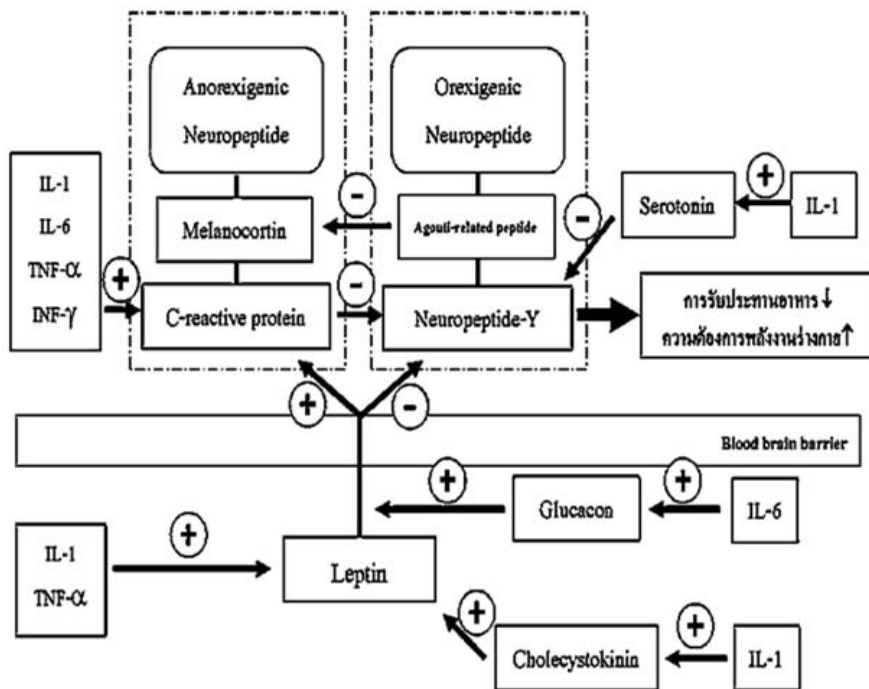 Anorexigenic
Neuropeptide
Orexigenic
Neuropeptide
IL-1
IL-6
TNF-α
INF-γ
+
Melanocortin
-
Agouti-related peptide
-
Serotonin
+
IL-1
C-reactive protein
-
Neuropeptide-Y
การรับประทานอาหาร ↓
ความต้องการพลังงานร่างกาย ↑
+
-
Blood brain barrier
IL-1
TNF-α
+
Leptin
+
Glucacon
+
IL-6
+
Cholecystokinin
+
IL-1